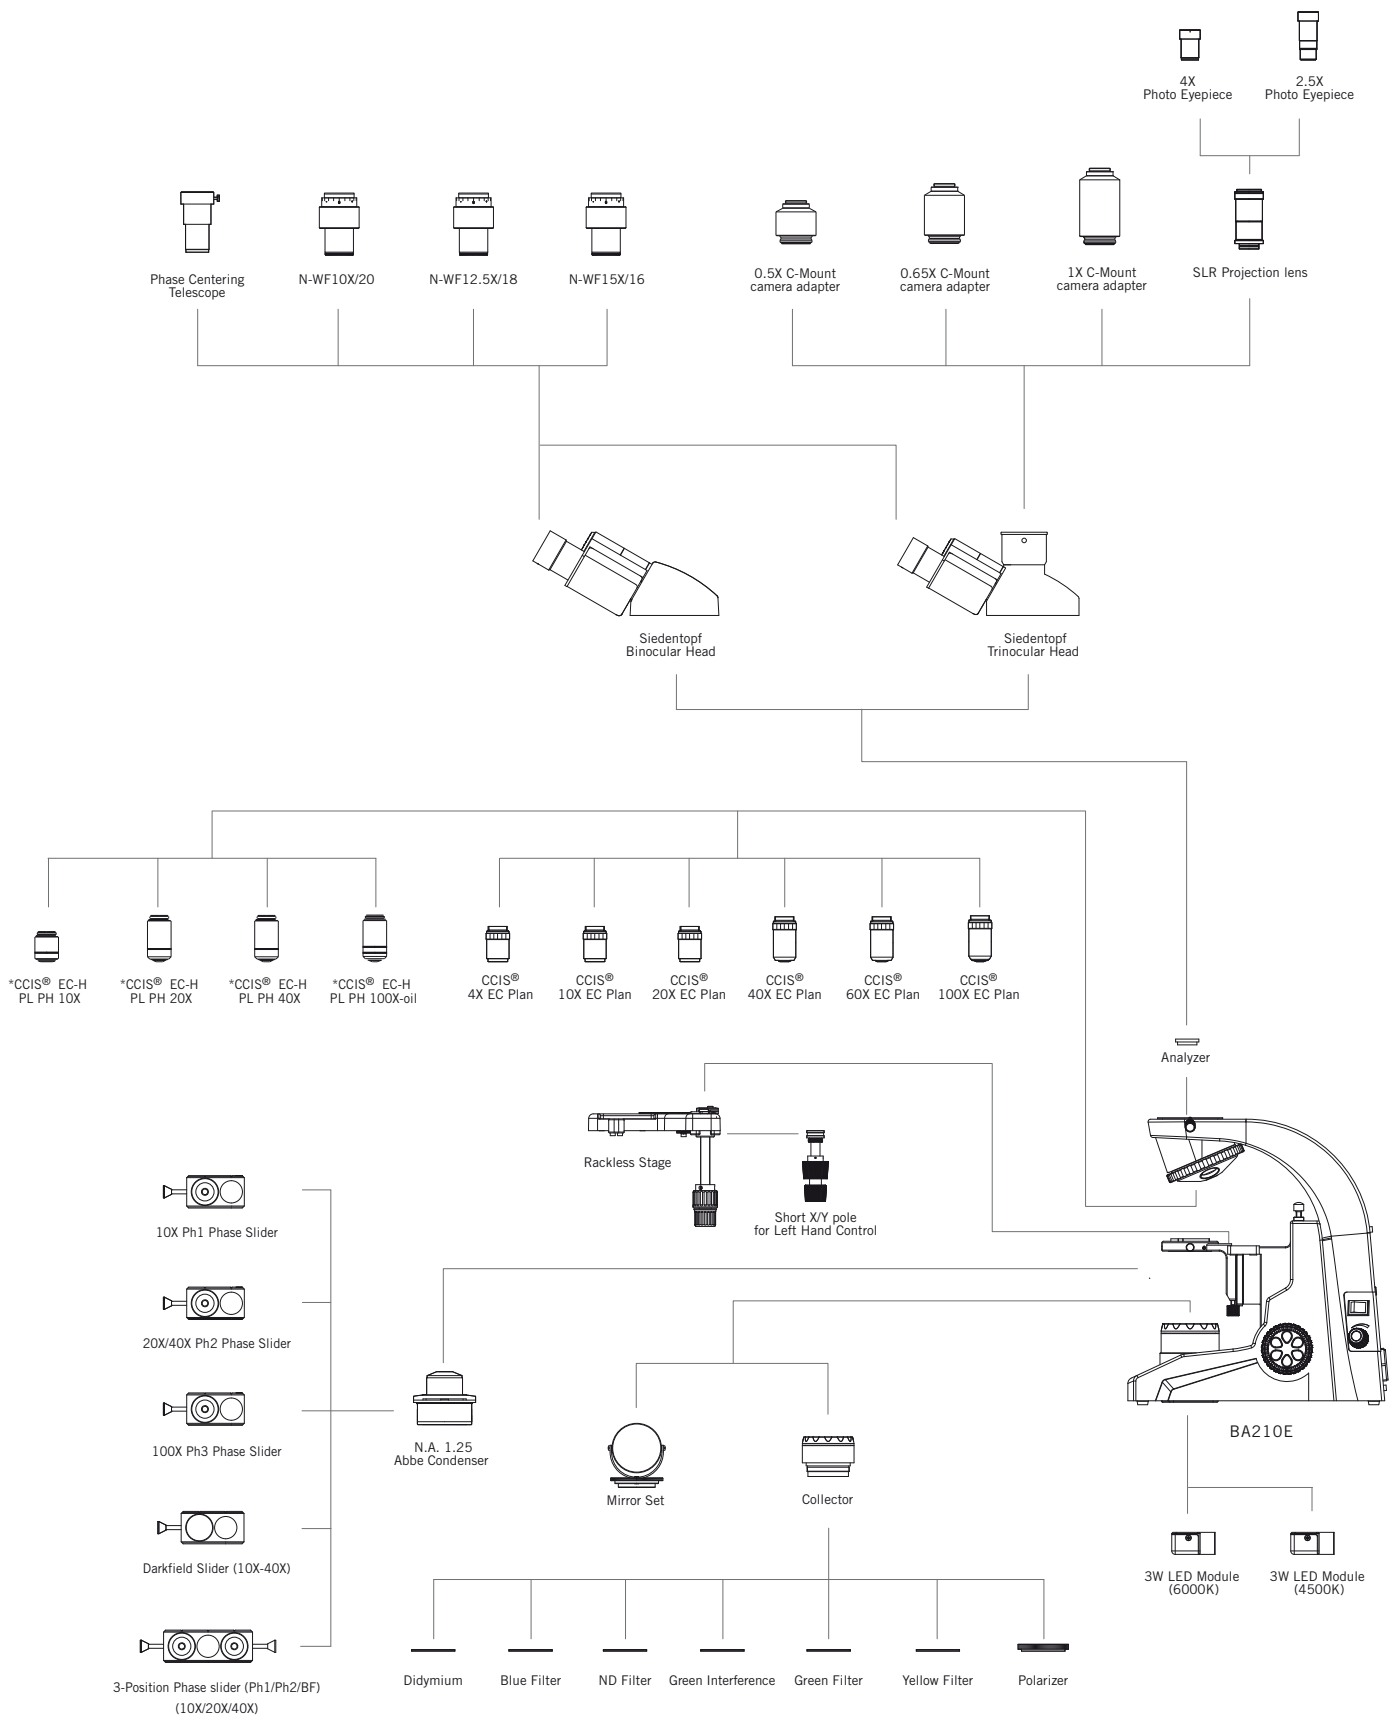 4X
Photo Eyepiece
2.5X
Photo Eyepiece
Phase Centering
Telescope
N-WF10X/20
N-WF12.5X/18
N-WF15X/16
0.5X C-Mount
camera adapter
0.65X C-Mount
camera adapter
1X C-Mount
camera adapter
SLR Projection lens
Siedentopf
Binocular Head
Siedentopf
Trinocular Head
*CCIS® EC-H
PL PH 10X
*CCIS® EC-H
PL PH 20X
*CCIS® EC-H
PL PH 40X
*CCIS® EC-H
PL PH 100X-oil
CCIS®
4X EC Plan
CCIS®
10X EC Plan
CCIS®
20X EC Plan
CCIS®
40X EC Plan
CCIS®
60X EC Plan
CCIS®
100X EC Plan
Analyzer
Rackless Stage
Short X/Y pole
for Left Hand Control
10X Ph1 Phase Slider
20X/40X Ph2 Phase Slider
100X Ph3 Phase Slider
Darkfield Slider (10X-40X)
3-Position Phase slider (Ph1/Ph2/BF)
(10X/20X/40X)
N.A. 1.25
Abbe Condenser
Mirror Set
Collector
BA210E
3W LED Module
(6000K)
3W LED Module
(4500K)
Didymium
Blue Filter
ND Filter
Green Interference
Green Filter
Yellow Filter
Polarizer